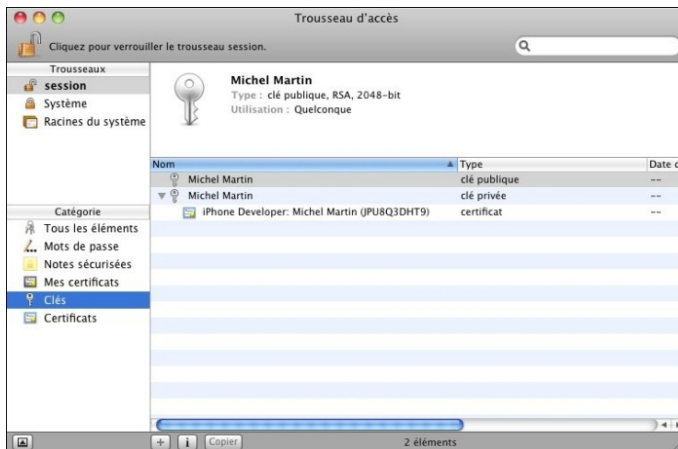 Trousseau d'accès
Cliquez pour verrouiller le trousseau session.
Trousseaux
session
Système
Racines du système
Michel Martin
Type : clé publique, RSA, 2048-bit
Utilisation : Quelconque
Nom Type Date c
Michel Martin clé publique --
Michel Martin clé privée --
iPhone Developer: Michel Martin (JPU8Q3DHT9) certificat --
Catégorie
Tous les éléments
Mots de passe
Notes sécurisées
Mes certificats
Clés
Certificats
+ i Copier 2 éléments